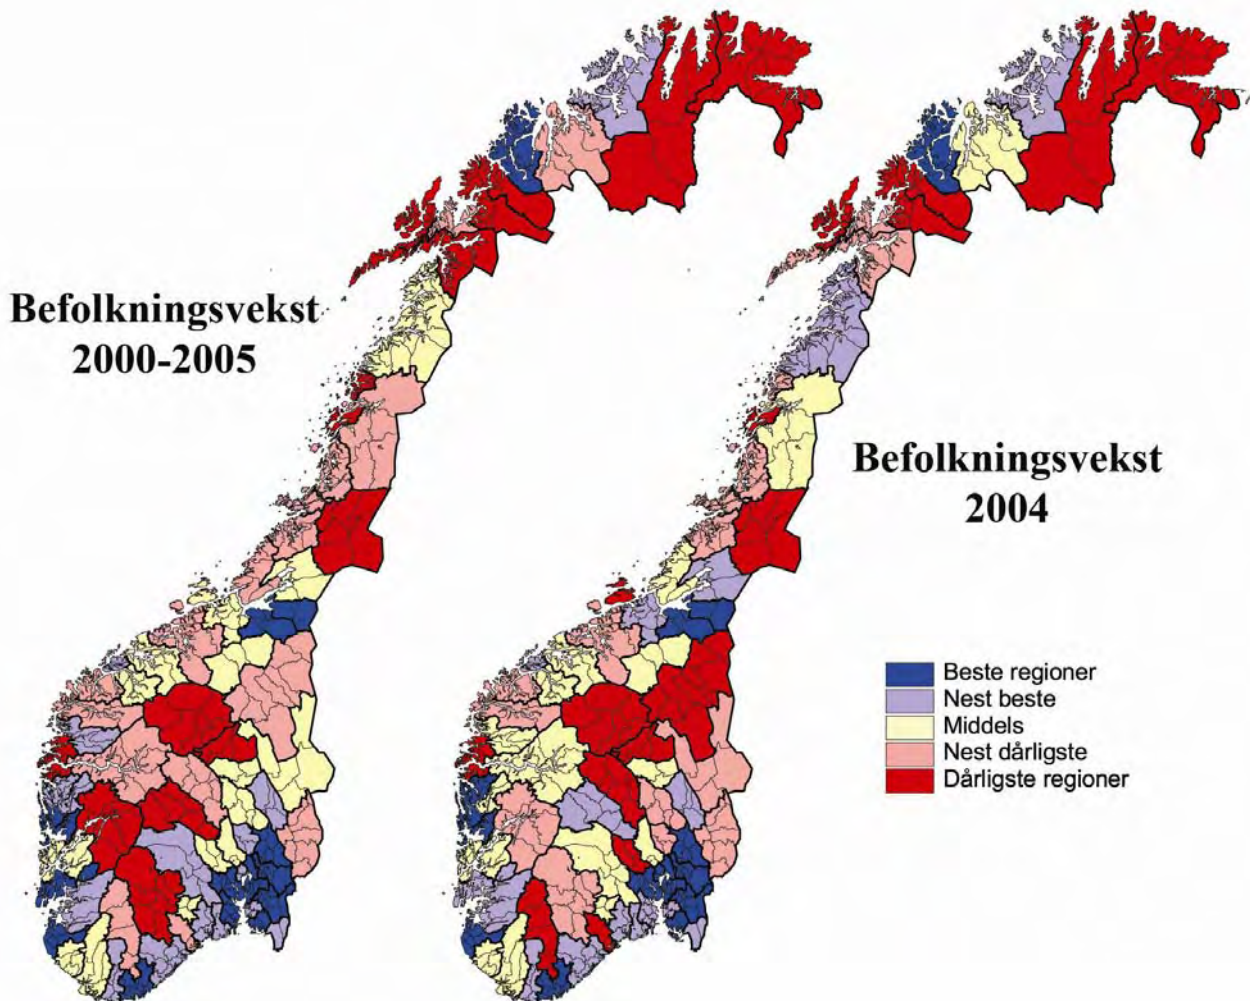 Befolkningsvekst
2000-2005
Befolkningsvekst
2004
Beste regioner
Nest beste
Middels
Nest dårligste
Dårligste regioner